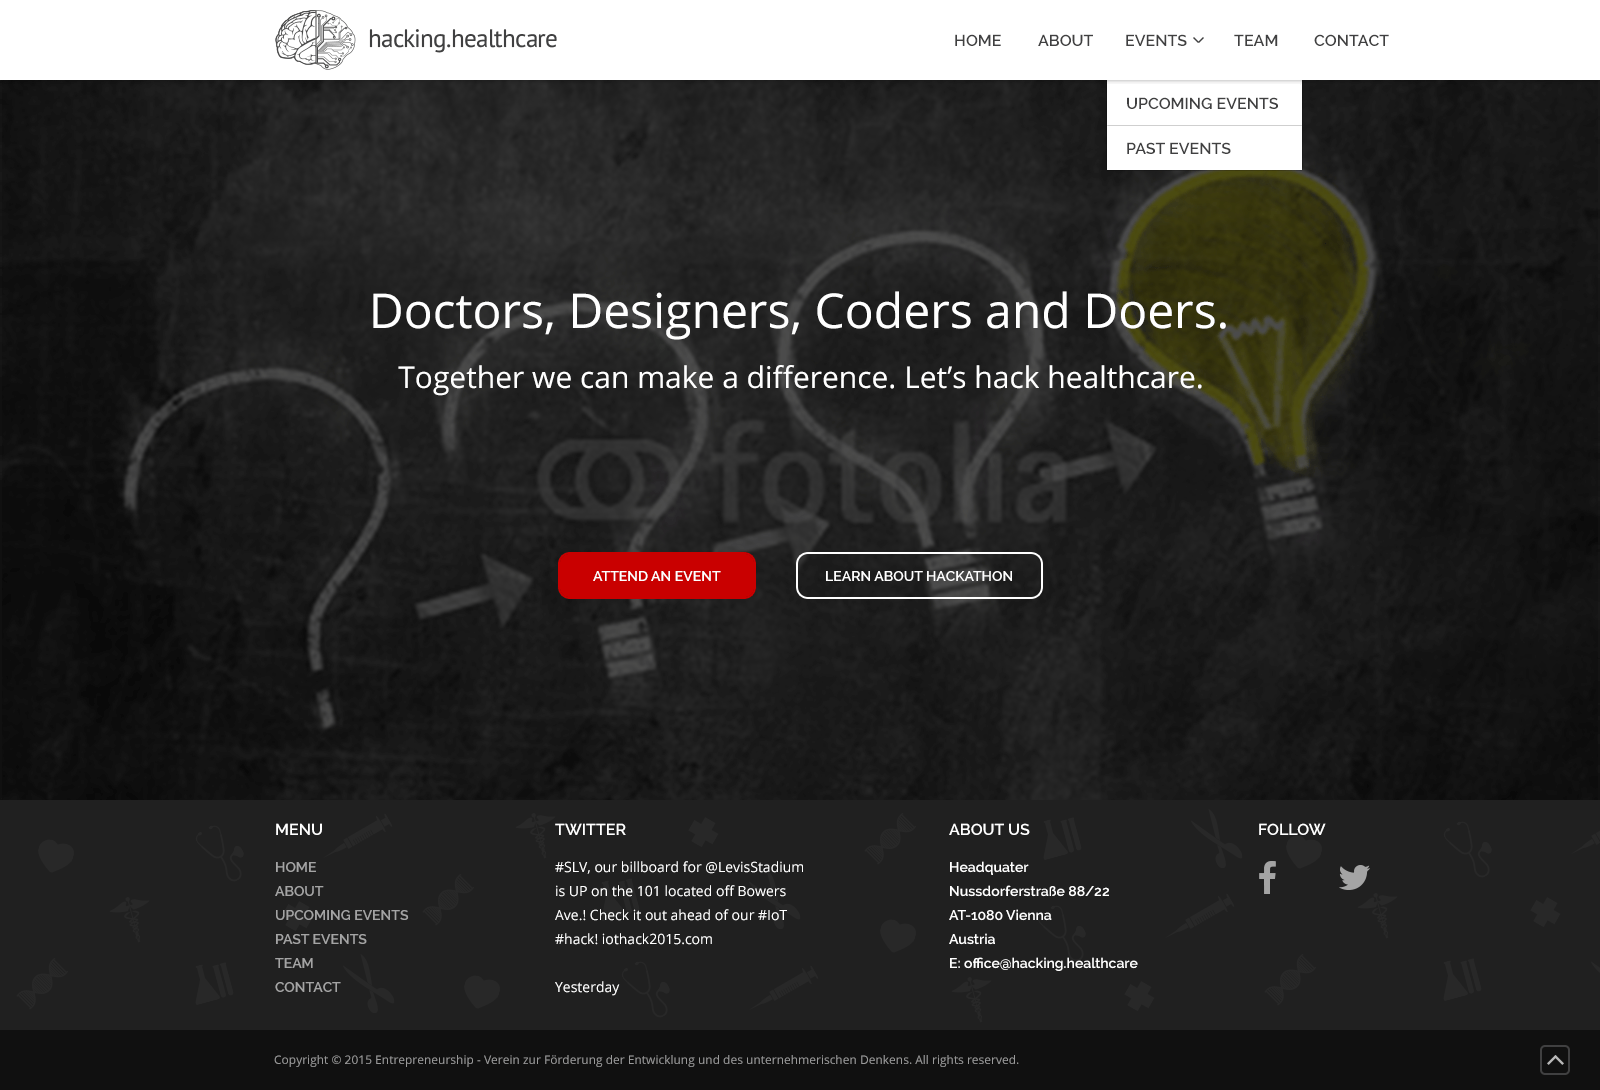 hacking.healthcare
HOME ABOUT EVENTS TEAM CONTACT
UPCOMING EVENTS
PAST EVENTS
Doctors, Designers, Coders and Doers.
Together we can make a difference. Let’s hack healthcare.
fotolia
ATTEND AN EVENT
LEARN ABOUT HACKATHON
MENU
HOME
ABOUT
UPCOMING EVENTS
PAST EVENTS
TEAM
CONTACT
TWITTER
#SLV, our billboard for @LevisStadium
is UP on the 101 located off Bowers
Ave.! Check it out ahead of our #IoT
#hack! iothack2015.com
Yesterday
ABOUT US
Headquater
Nussdorferstraße 88/22
AT-1080 Vienna
Austria
E: office@hacking.healthcare
FOLLOW
Copyright © 2015 Entrepreneurship - Verein zur Förderung der Entwicklung und des unternehmerischen Denkens. All rights reserved.